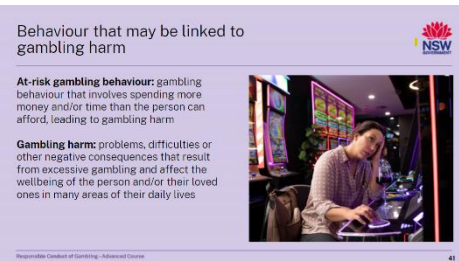 Behaviour that may be linked to
gambling harm
NSW
GOVERNMENT
At-risk gambling behaviour: gambling
behaviour that involves spending more
money and/or time than the person can
afford, leading to gambling harm
Gambling harm: problems, difficulties or
other negative consequences that result
from excessive gambling and affect the
wellbeing of the person and/or their loved
ones in many areas of their daily lives
Responsible Conduct of Gambling – Advanced Course
41